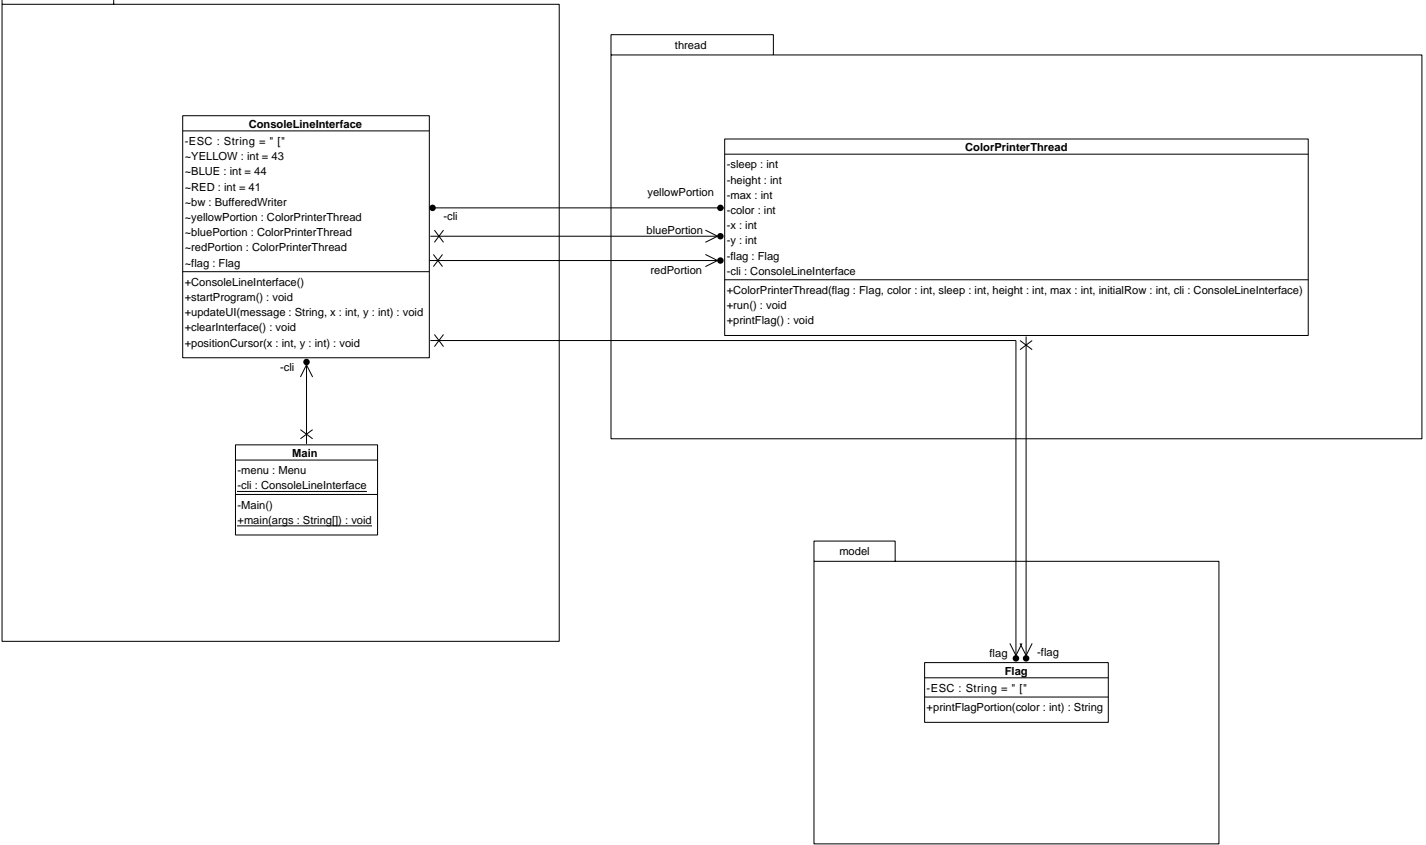 ConsoleLineInterface
-ESC : String = " ["
~YELLOW : int = 43
~BLUE : int = 44
~RED : int = 41
~bw : BufferedWriter
~yellowPortion : ColorPrinterThread
~bluePortion : ColorPrinterThread
~redPortion : ColorPrinterThread
~flag : Flag
+ConsoleLineInterface()
+startProgram() : void
+updateUI(message : String, x : int, y : int) : void
+clearInterface() : void
+positionCursor(x : int, y : int) : void
-cli
Main
-menu : Menu
-cli : ConsoleLineInterface
-Main()
+main(args : String[]) : void
-cli
yellowPortion
bluePortion
redPortion
thread
ColorPrinterThread
-sleep : int
-height : int
-max : int
-color : int
-x : int
-y : int
-flag : Flag
-cli : ConsoleLineInterface
+ColorPrinterThread(flag : Flag, color : int, sleep : int, height : int, max : int, initialRow : int, cli : ConsoleLineInterface)
+run() : void
+printFlag() : void
model
flag
-flag
Flag
-ESC : String = " ["
+printFlagPortion(color : int) : String